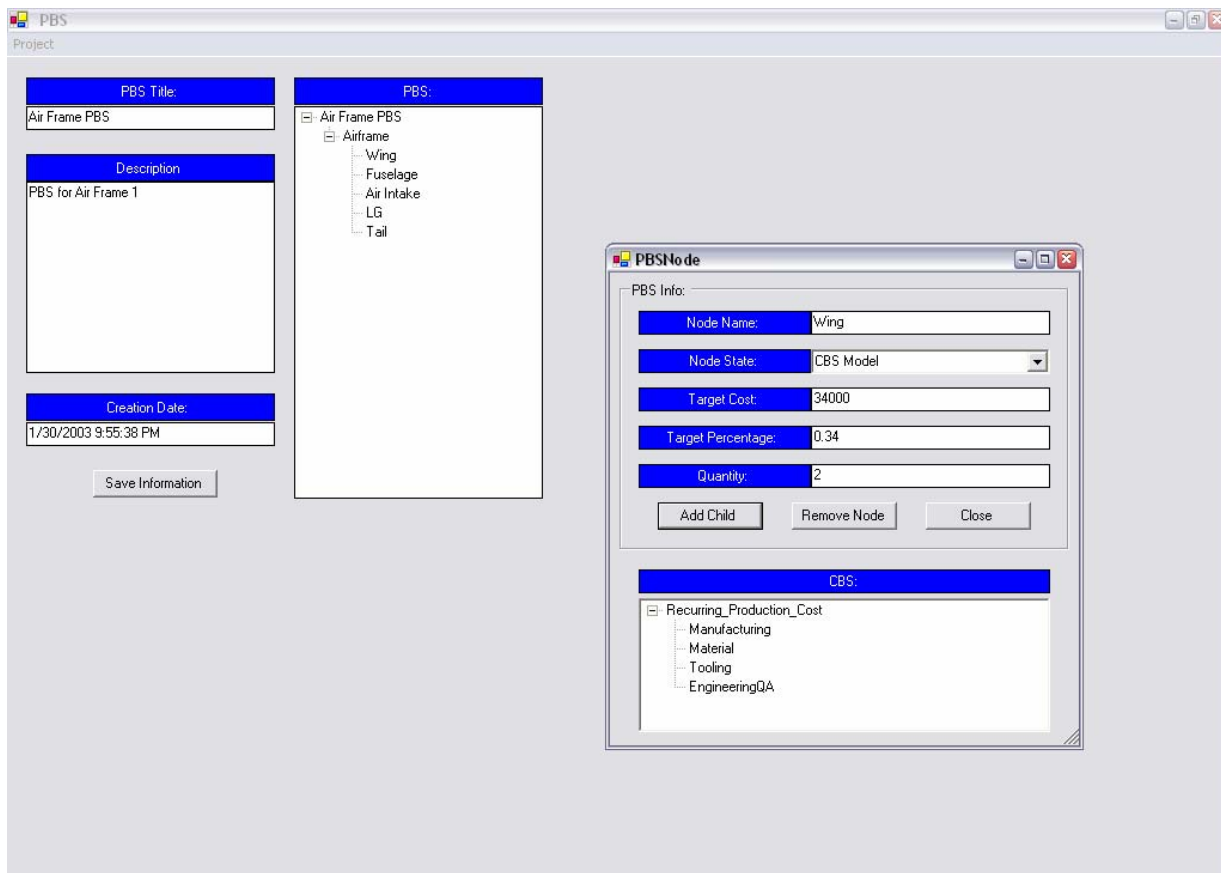 PBS
Project
PBS Title:
Air Frame PBS
Description
PBS for Air Frame 1
Creation Date:
1/30/2003 9:55:38 PM
Save Information
PBS:
Air Frame PBS
Airframe
Wing
Fuselage
Air Intake
LG
Tail
PBSNode
PBS Info:
Node Name: Wing
Node State: CBS Model
Target Cost: 34000
Target Percentage: 0.34
Quantity: 2
Add Child Remove Node Close
CBS:
Recurring_Production_Cost
Manufacturing
Material
Tooling
EngineeringQA